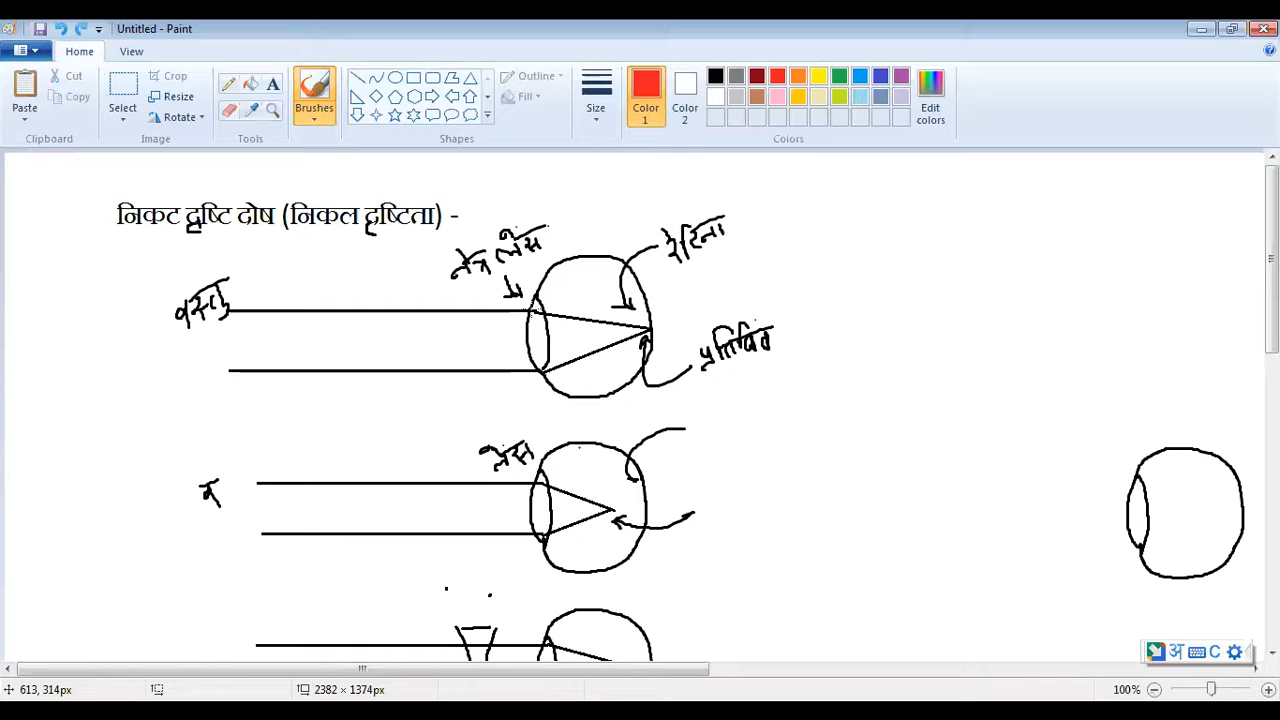 Untitled - Paint
Home View
Paste Cut Copy Select Crop Resize Rotate Brushes Outline Fill Size Color 1 Color 2 Edit colors
Clipboard Image Tools Shapes Colors
निकट दृष्टि दोष (निकल दृष्टिता) -
नेत्र लेंस
रेटिना
वस्तु
प्रतिबिंब
लेंस
व
अ C
613, 314px 2382 × 1374px 100%